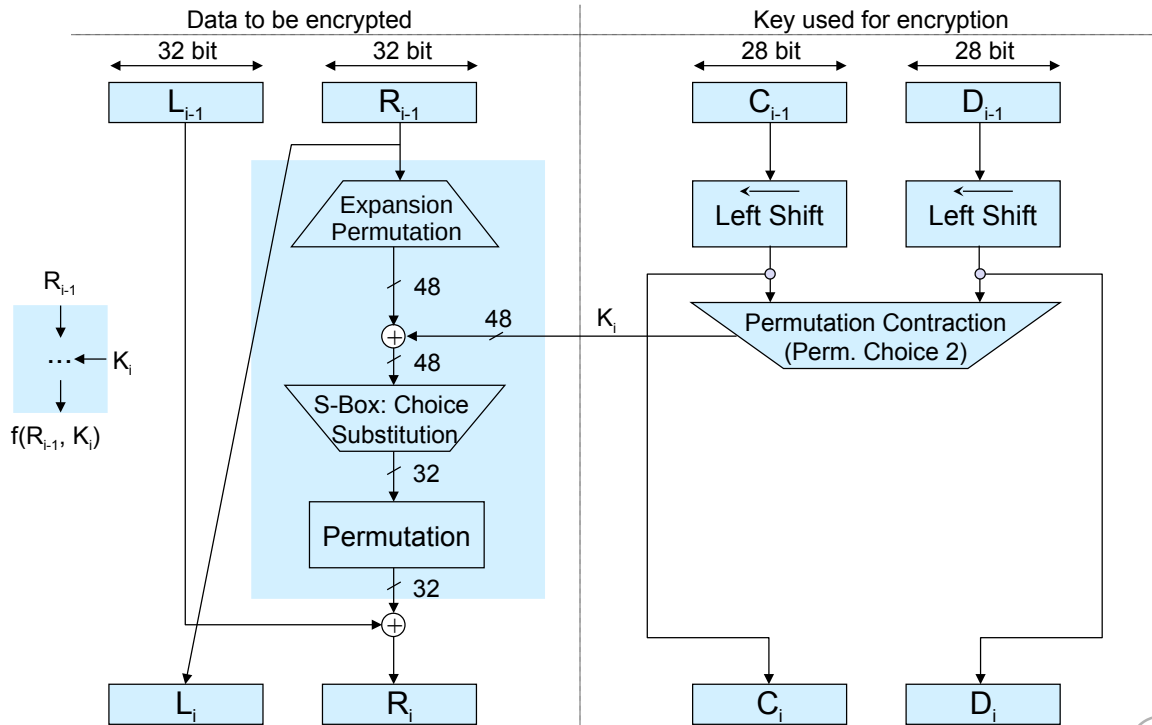 Data to be encrypted
Key used for encryption
32 bit
32 bit
28 bit
28 bit
Lᵢ₋₁
Rᵢ₋₁
Cᵢ₋₁
Dᵢ₋₁
Expansion
Permutation
Left Shift
Left Shift
48
Rᵢ₋₁
...
Kᵢ
f(Rᵢ₋₁, Kᵢ)
+
48
Kᵢ
Permutation Contraction
(Perm. Choice 2)
48
S-Box: Choice
Substitution
32
Permutation
32
+
Lᵢ
Rᵢ
Cᵢ
Dᵢ